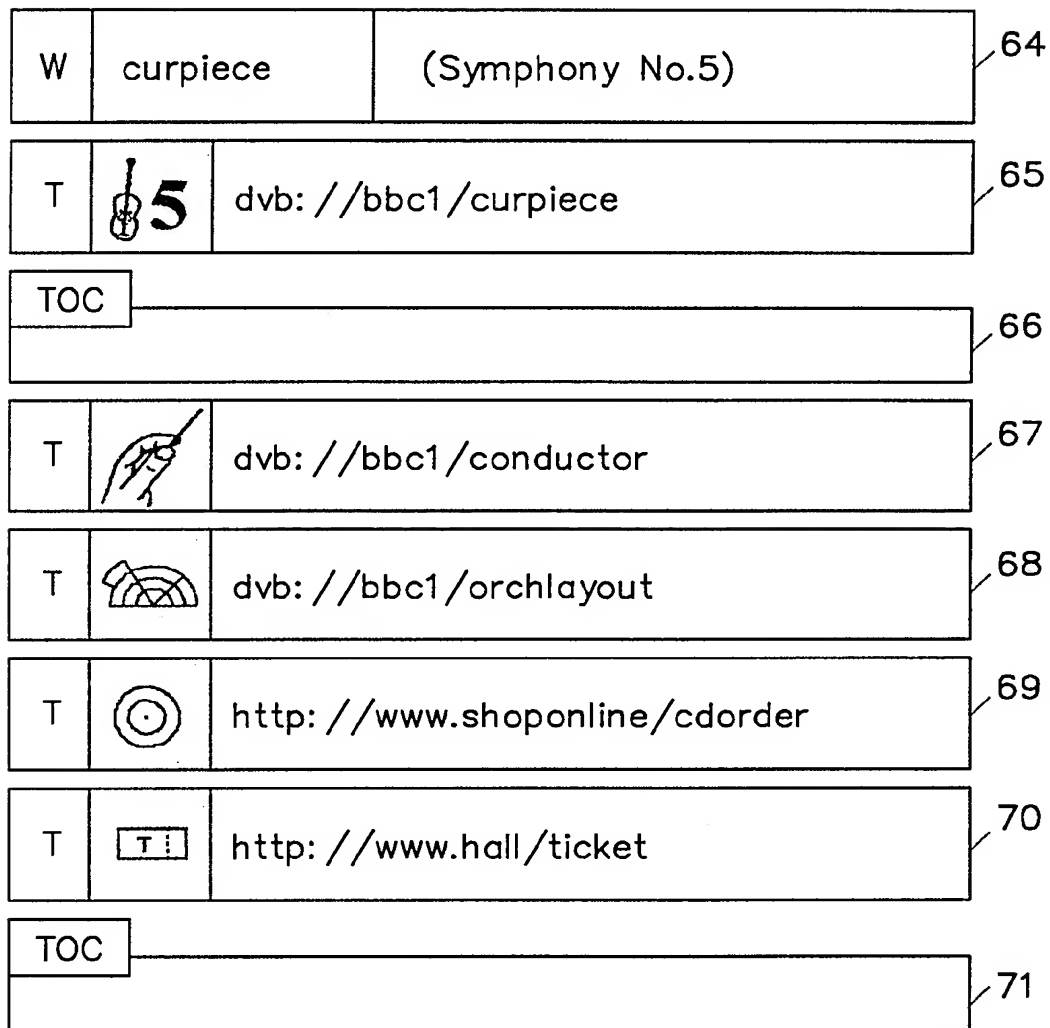 W curpiece (Symphony No.5) 64
T 5 dvb: //bbc1/curpiece 65
TOC
66
T dvb: //bbc1/conductor 67
T dvb: //bbc1/orchlayout 68
T http: //www.shoponline/cdorder 69
T T http: //www.hall/ticket 70
TOC
71